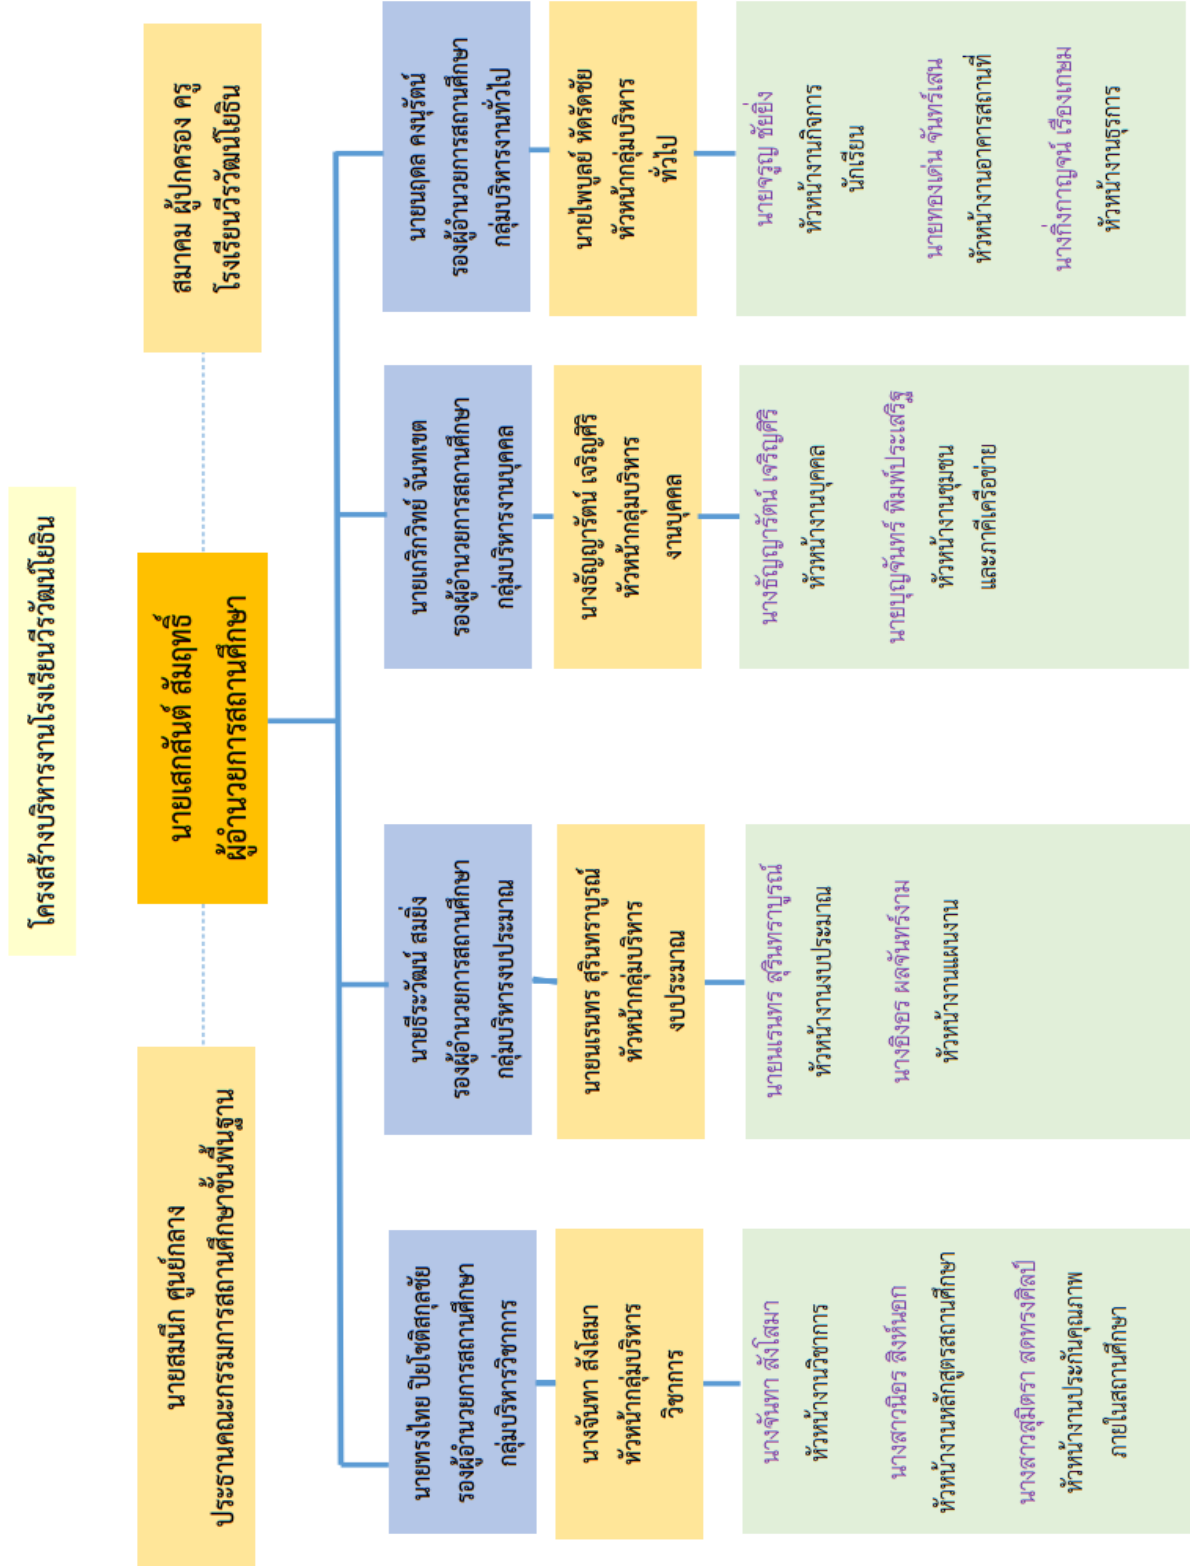 โครงสร้างบริหารงานโรงเรียนวีรวัฒน์โยธิน
นายสมนึก ศูนย์กลาง
ประธานคณะกรรมการสถานศึกษาขั้นพื้นฐาน
นายเสกสันต์ สัมฤทธิ์
ผู้อำนวยการสถานศึกษา
สมาคม ผู้ปกครอง ครู
โรงเรียนวีรวัฒน์โยธิน
นายทรงไทย ปิยโชติสกุลชัย
รองผู้อำนวยการสถานศึกษา
กลุ่มบริหารวิชาการ
นางจันทา สังโสมา
หัวหน้ากลุ่มบริหาร
วิชาการ
นางจันทา สังโสมา
หัวหน้างานวิชาการ
นางสาวนิอร สิงห์นอก
หัวหน้างานหลักสูตรสถานศึกษา
นางสาวสุมิตรา สดทรงศิลป์
หัวหน้างานประกันคุณภาพ
ภายในสถานศึกษา
นายธีระวัฒน์ สมยิ่ง
รองผู้อำนวยการสถานศึกษา
กลุ่มบริหารงบประมาณ
นายนเรนทร สุรินทราบูรณ์
หัวหน้ากลุ่มบริหาร
งบประมาณ
นายนเรนทร สุรินทราบูรณ์
หัวหน้างานงบประมาณ
นางอิงอร ผลจันทร์งาม
หัวหน้างานแผนงาน
นายเกริกวิทย์ จันทเขต
รองผู้อำนวยการสถานศึกษา
กลุ่มบริหารงานบุคคล
นางธัญญารัตน์ เจริญศิริ
หัวหน้ากลุ่มบริหาร
งานบุคคล
นางธัญญารัตน์ เจริญศิริ
หัวหน้างานบุคคล
นายบุญจันทร์ พิมพ์ประเสริฐ
หัวหน้างานชุมชน
และภาคีเครือข่าย
นายนฤดล คงนุรัตน์
รองผู้อำนวยการสถานศึกษา
กลุ่มบริหารงานทั่วไป
นายไพบูลย์ หัดรัดชัย
หัวหน้ากลุ่มบริหาร
ทั่วไป
นายจรูญ ชัยยิ่ง
หัวหน้างานกิจการ
นักเรียน
นายทองเด่น จันทร์เสน
หัวหน้างานอาคารสถานที่
นางกิ่งกาญจน์ เรืองเกษม
หัวหน้างานธุรการ